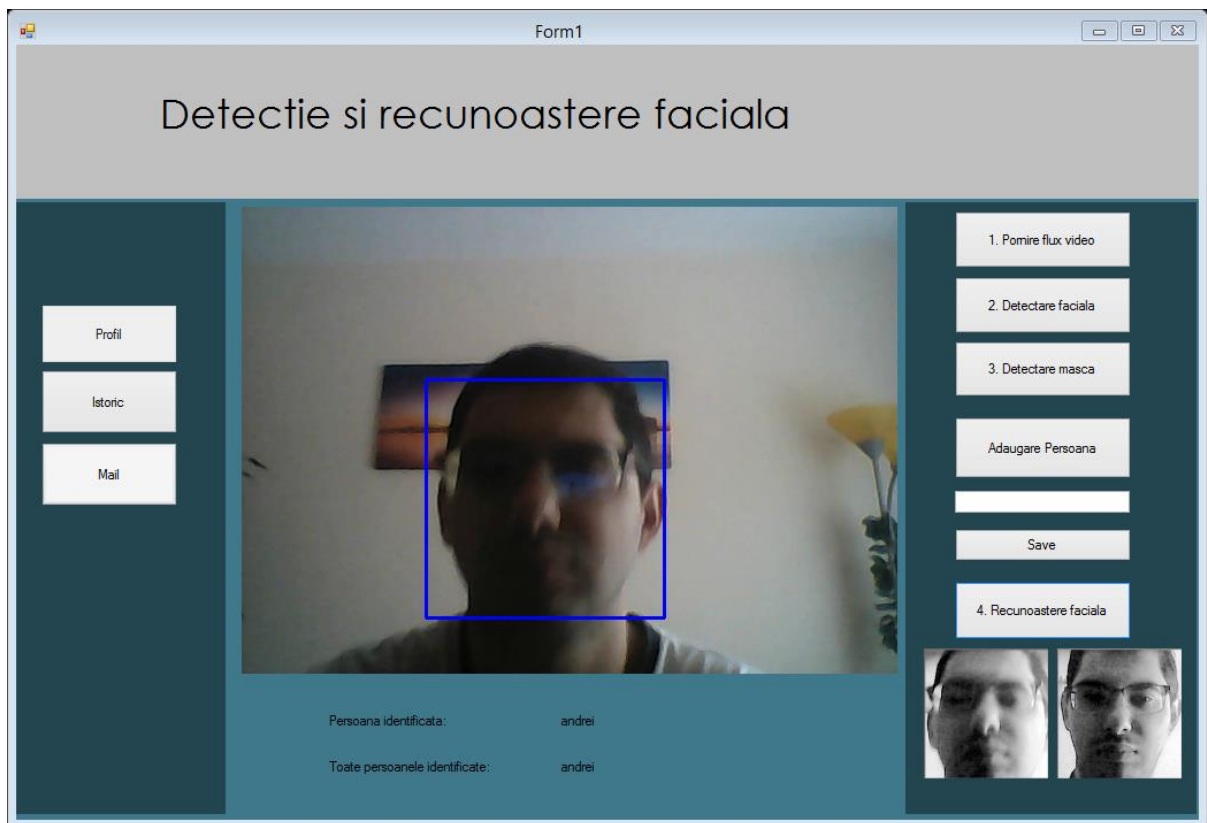 Form1
Detectie si recunoastere faciala
Profil
Istoric
Mail
1. Pornire flux video
2. Detectare faciala
3. Detectare masca
Adaugare Persoana
Save
4. Recunoastere faciala
Persoana identificata: andrei
Toate persoanele identificate: andrei